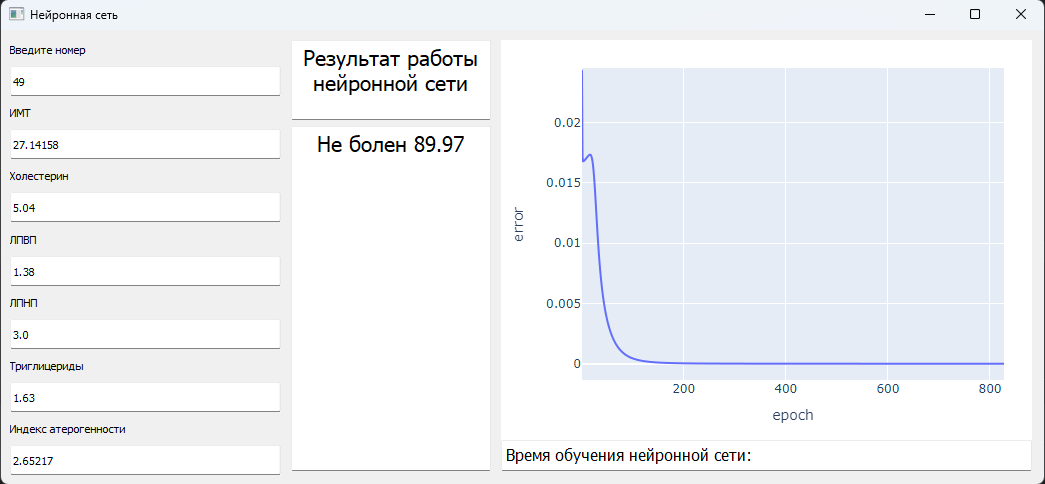 Нейронная сеть
Введите номер
49
ИМТ
27.14158
Холестерин
5.04
ЛПВП
1.38
ЛПНП
3.0
Триглицериды
1.63
Индекс атерогенности
2.65217
Результат работы
нейронной сети
Не болен 89.97
0.02
0.015
0.01
0.005
0
error
200
400
600
800
epoch
Время обучения нейронной сети: